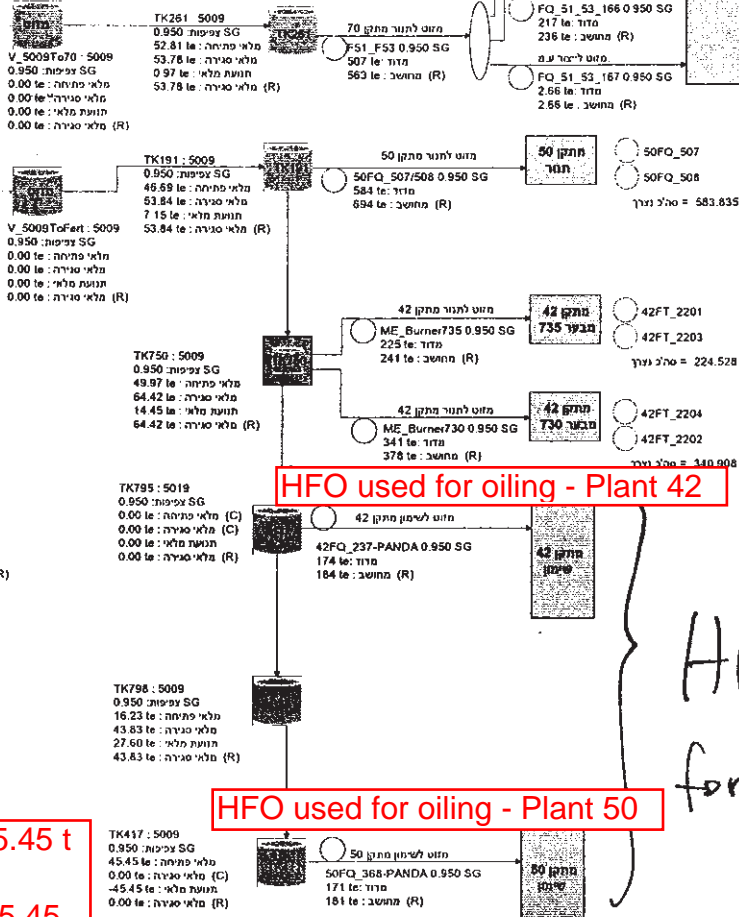 TK261 5009
0.950 :צפיפות SG
52.81 te : מלאי פתיחה
53.78 te : מלאי סגירה
0.97 te : תנועת מלאי
53.78 te : מלאי סגירה (R)
V_5009To70 : 5009
0.950 :צפיפות SG
0.00 te : מלאי פתיחה
0.00 te : מלאי סגירה
0.00 te : תנועת מלאי
0.00 te : מלאי סגירה (R)
מזוט לתנור מתקן 70
F51_F53 0.950 SG
507 te: מדוד
563 te : מחושב (R)
FQ_51_53_166 0.950 SG
217 te: מדוד
236 te : מחושב (R)
מזוט לייצור ע.מ.
FQ_51_53_167 0.950 SG
2.66 te: מדוד
2.66 te : מחושב (R)
TK191 : 5009
0.950 :צפיפות SG
46.69 te : מלאי פתיחה
53.84 te : מלאי סגירה
7.15 te : תנועת מלאי
53.84 te : מלאי סגירה (R)
V_5009ToFert : 5009
0.950 :צפיפות SG
0.00 te : מלאי פתיחה
0.00 te : מלאי סגירה
0.00 te : תנועת מלאי
0.00 te : מלאי סגירה (R)
מזוט לתנור מתקן 50
50FQ_507/508 0.950 SG
584 te: מדוד
694 te : מחושב (R)
מתקן 50
תנור
50FQ_507
50FQ_508
סה'כ נצרך = 583.835
TK750 : 5009
0.950 :צפיפות SG
49.97 te : מלאי פתיחה
64.42 te : מלאי סגירה
14.45 te : תנועת מלאי
64.42 te : מלאי סגירה (R)
מזוט לתנור מתקן 42
ME_Burner735 0.950 SG
225 te: מדוד
241 te : מחושב (R)
מתקן 42
מבער 735
42FT_2201
42FT_2203
סה'כ נצרך = 224.528
מזוט לתנור מתקן 42
ME_Burner730 0.950 SG
341 te: מדוד
378 te : מחושב (R)
מתקן 42
מבער 730
42FT_2204
42FT_2202
סה'כ נצרך = 340.908
HFO used for oiling - Plant 42
TK795 : 5019
0.950 :צפיפות SG
0.00 te : מלאי פתיחה (C)
0.00 te : מלאי סגירה (C)
0.00 te : תנועת מלאי
0.00 te : מלאי סגירה (R)
מזוט לשימון מתקן 42
42FQ_237-PANDA 0.950 SG
174 te: מדוד
184 te : מחושב (R)
מתקן 42
שימון
R)
TK798 : 5009
0.950 :צפיפות SG
16.23 te : מלאי פתיחה
43.83 te : מלאי סגירה
27.60 te : תנועת מלאי
43.83 te : מלאי סגירה (R)
for
HFO used for oiling - Plant 50
5.45 t
5.45
TK417 : 5009
0.950 :צפיפות SG
45.45 te : מלאי פתיחה
0.00 te : מלאי סגירה (C)
-45.45 te : תנועת מלאי
0.00 te : מלאי סגירה (R)
מזוט לשימון מתקן 50
50FQ_368-PANDA 0.950 SG
171 te: מדוד
181 te : מחושב (R)
מתקן 50
שימון